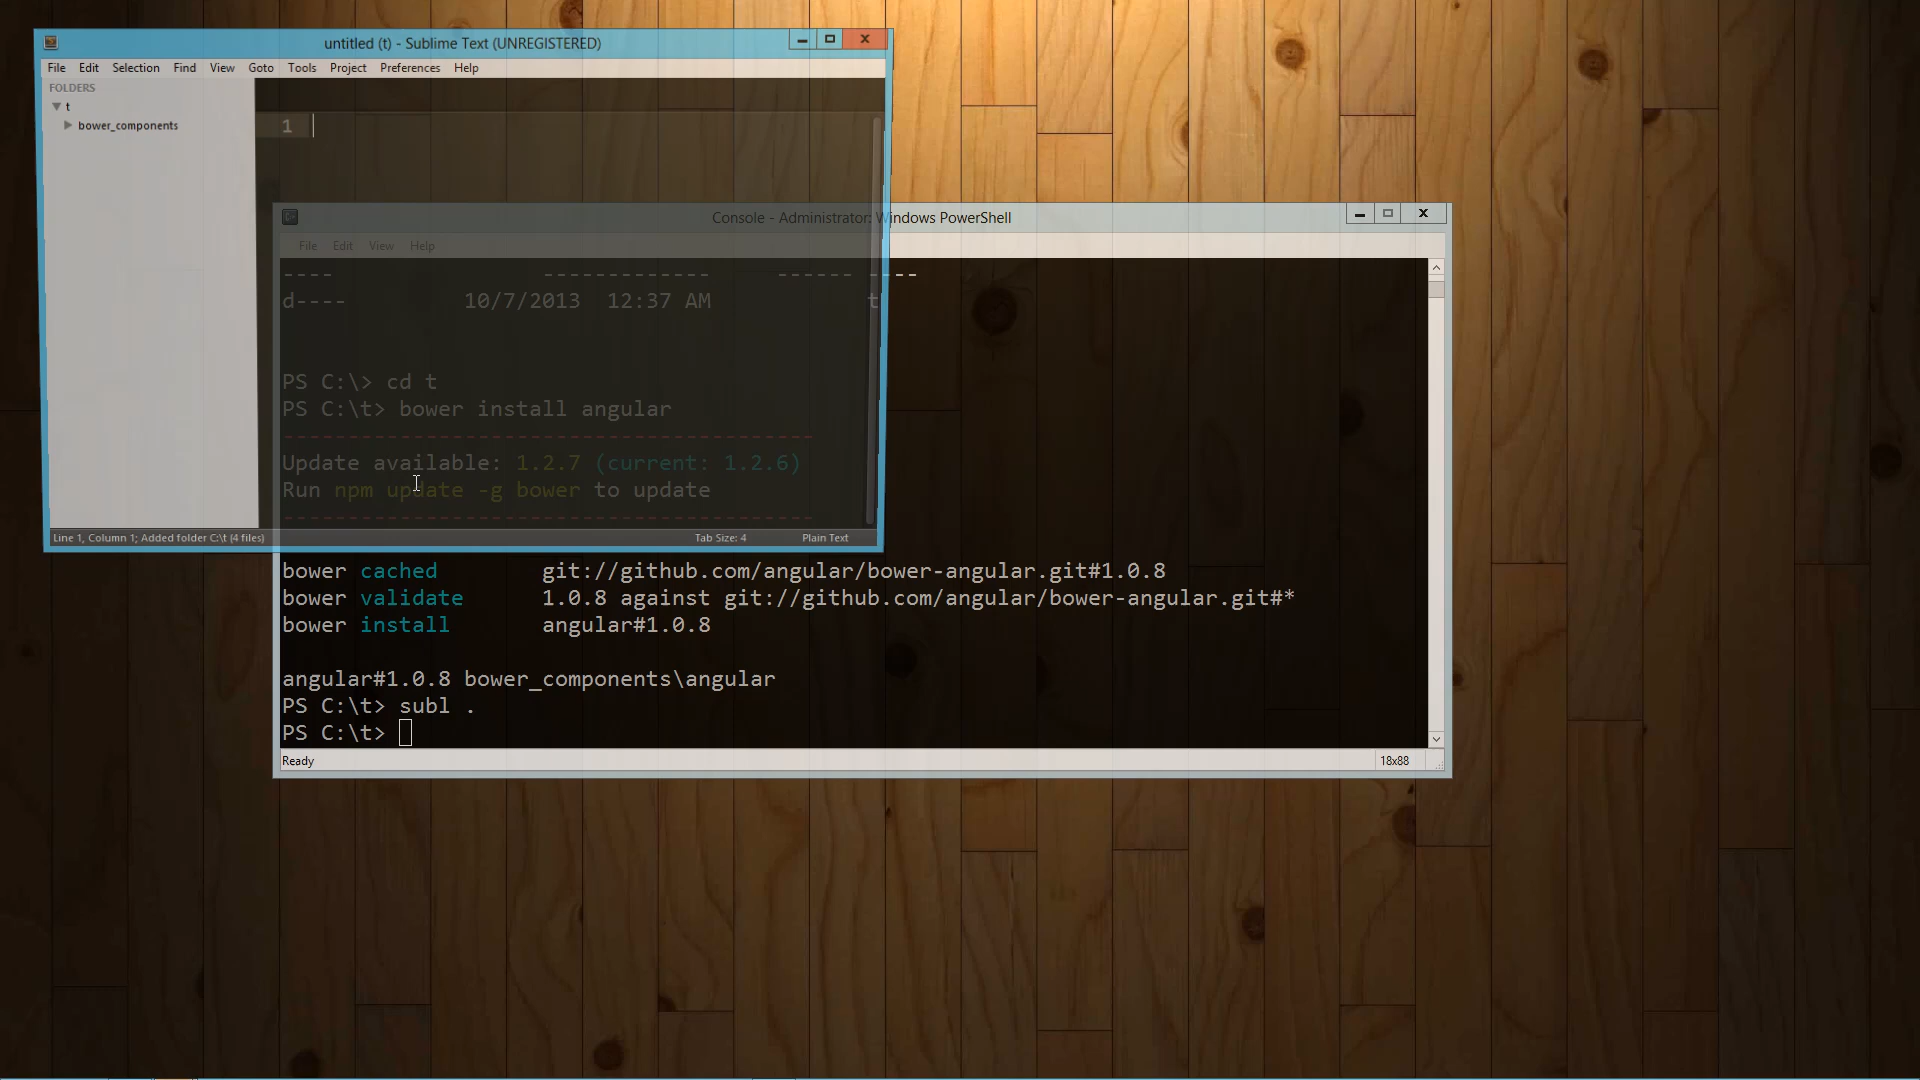 untitled (t) - Sublime Text (UNREGISTERED)
File Edit Selection Find View Goto Tools Project Preferences Help
FOLDERS
t
bower_components
1
Line 1, Column 1; Added folder C:\t (4 files) Tab Size: 4 Plain Text
Console - Administrator: Windows PowerShell
File Edit View Help
---- ------------- ------ ----
d---- 10/7/2013 12:37 AM t
PS C:\> cd t
PS C:\t> bower install angular
-----------------------------------------
Update available: 1.2.7 (current: 1.2.6)
Run npm update -g bower to update
-----------------------------------------
bower cached git://github.com/angular/bower-angular.git#1.0.8
bower validate 1.0.8 against git://github.com/angular/bower-angular.git#*
bower install angular#1.0.8
angular#1.0.8 bower_components\angular
PS C:\t> subl .
PS C:\t>
Ready 18x88